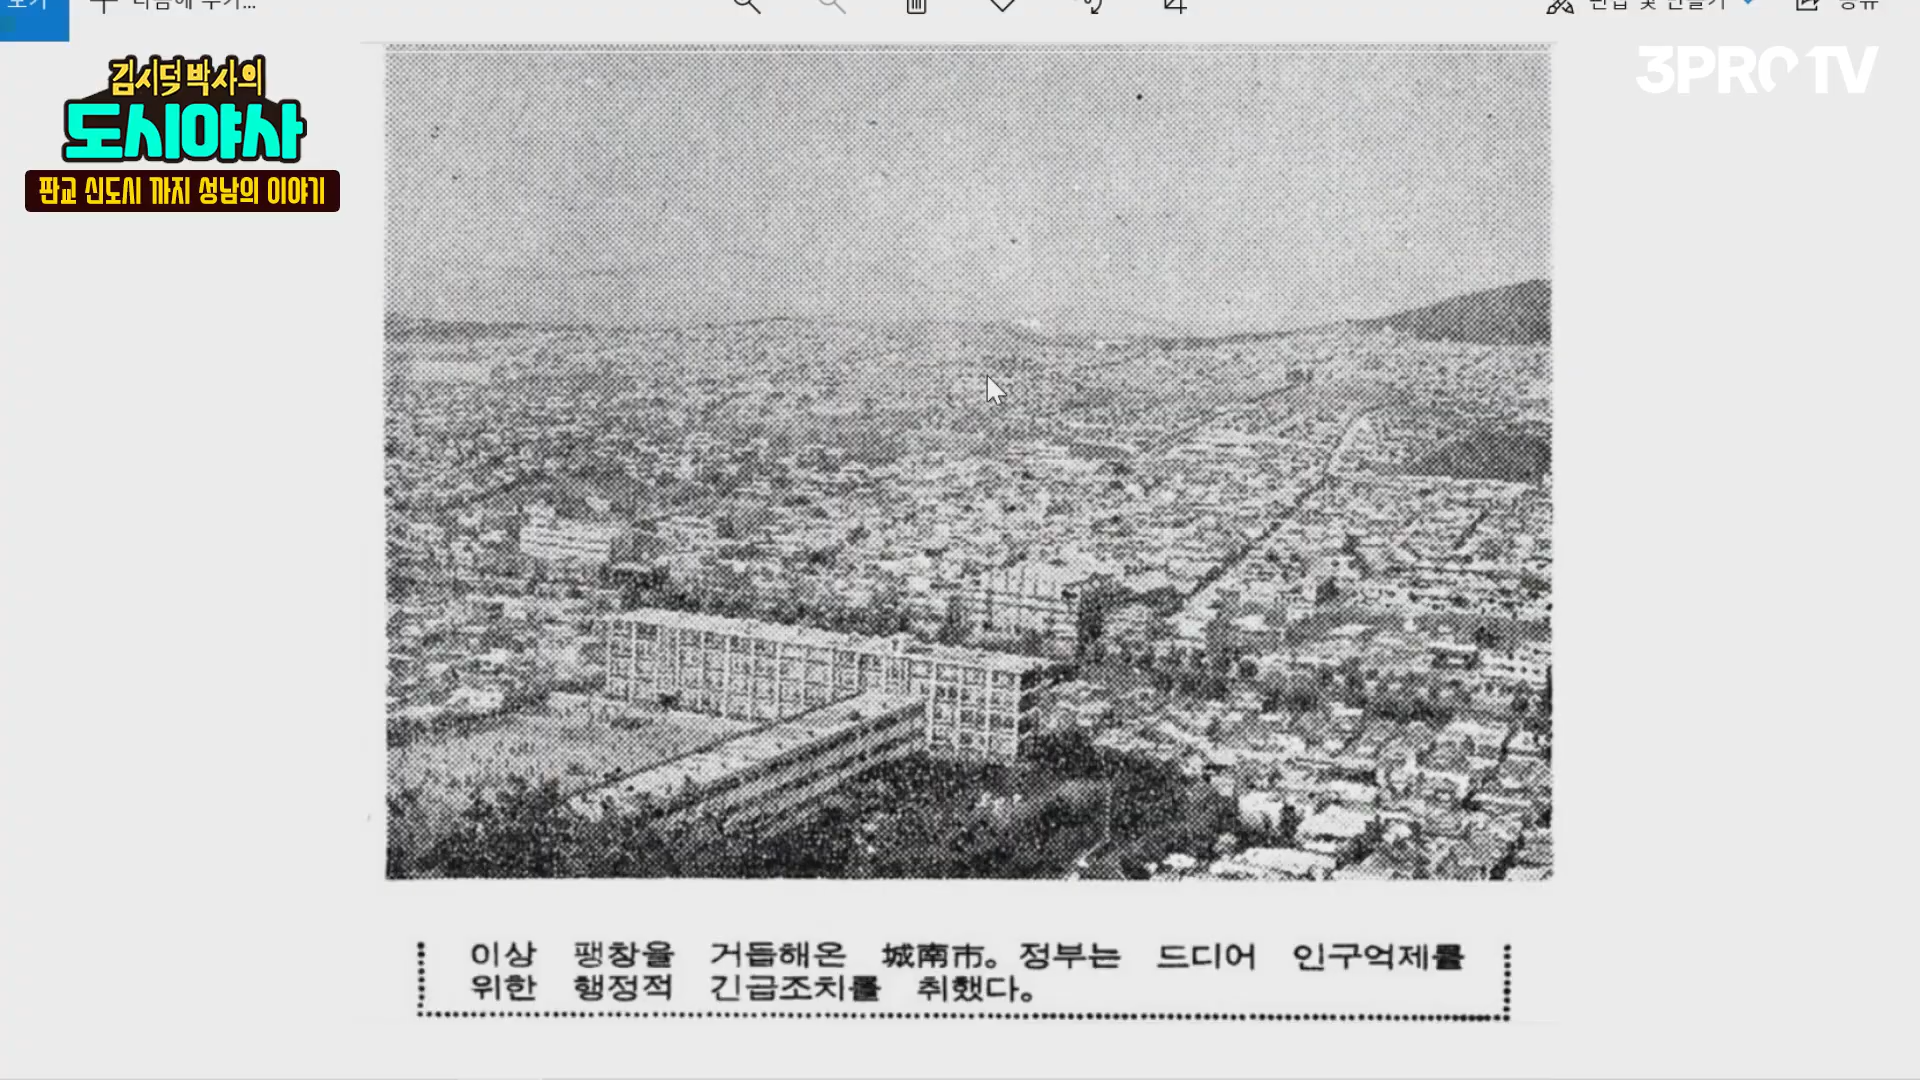 김시덕 박사의
도시야사
판교 신도시 까지 성남의 이야기
3PROTV
이상 팽창을 거듭해온 城南市。정부는 드디어 인구억제를
위한 행정적 긴급조치를 취했다。